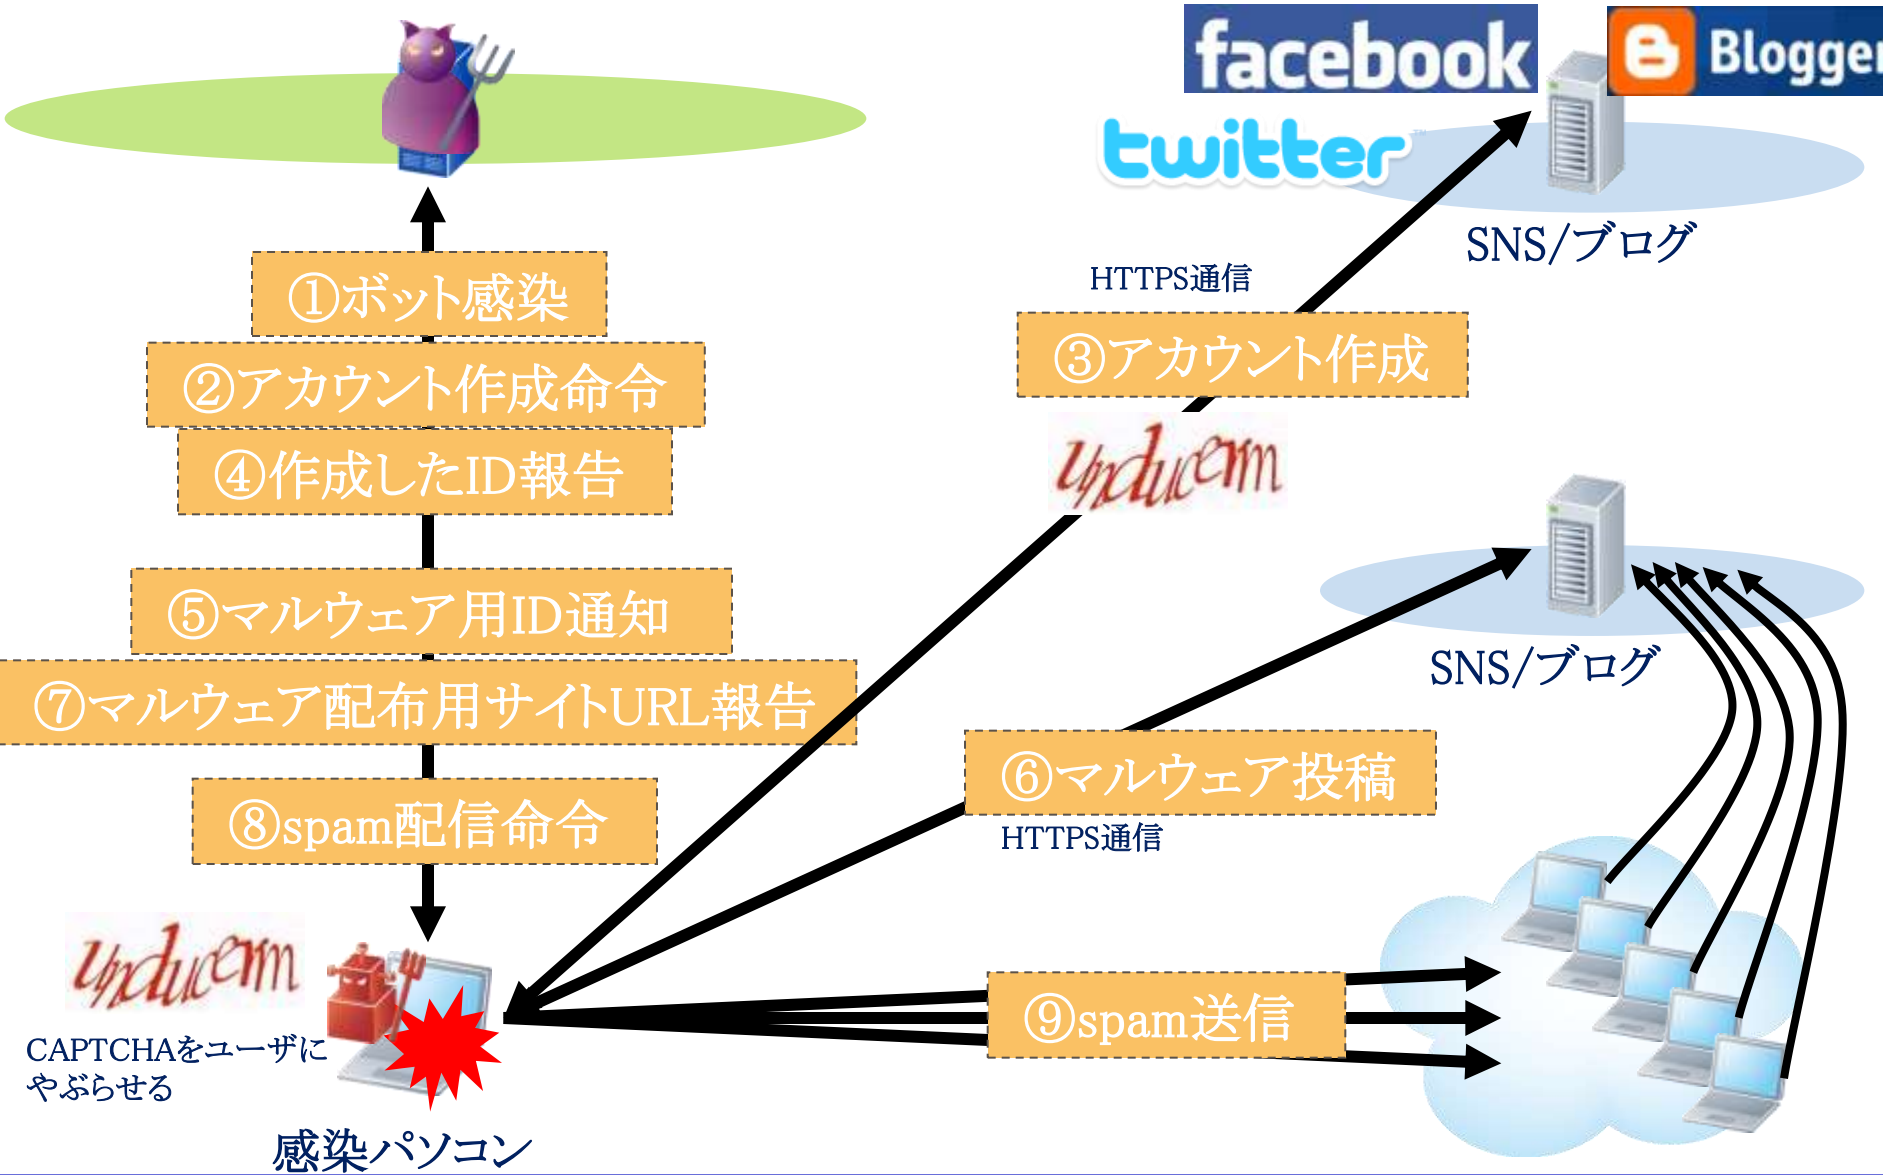 facebook
Blogger
twitter
SNS/ブログ
①ボット感染
HTTPS通信
②アカウント作成命令
③アカウント作成
④作成したID報告
⑤マルウェア用ID通知
SNS/ブログ
⑦マルウェア配布用サイトURL報告
⑥マルウェア投稿
HTTPS通信
⑧spam配信命令
⑨spam送信
CAPTCHAをユーザに
やぶらせる
感染パソコン